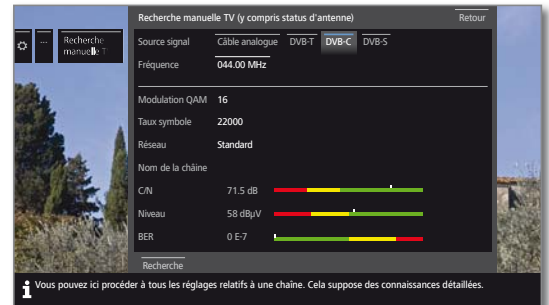 Recherche manuelle TV (y compris status d'antenne) Retour
...
Recherche
manuelle T
Source signal Câble analogue DVB-T DVB-C DVB-S
Fréquence 044.00 MHz
Modulation QAM 16
Taux symbole 22000
Réseau Standard
Nom de la chaîne
C/N 71.5 dB
Niveau 58 dBµV
BER 0 E-7
Recherche
Vous pouvez ici procéder à tous les réglages relatifs à une chaîne. Cela suppose des connaissances détaillées.